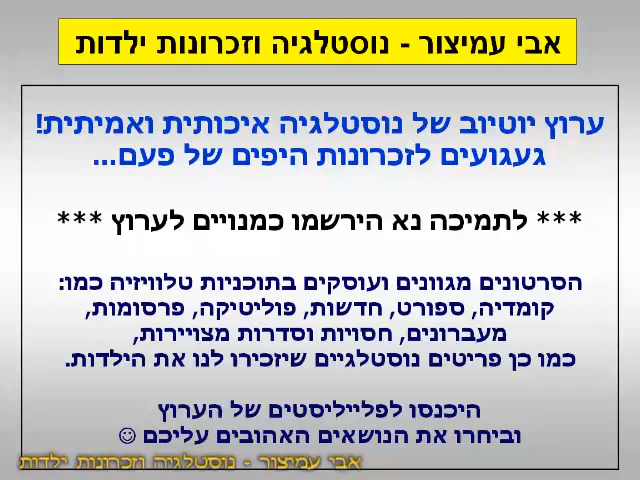 אבי עמיצור - נוסטלגיה וזכרונות ילדות
ערוץ יוטיוב של נוסטלגיה איכותית ואמיתית!
געגועים לזכרונות היפים של פעם...
*** לתמיכה נא הירשמו כמנויים לערוץ ***
הסרטונים מגוונים ועוסקים בתוכניות טלוויזיה כמו:
קומדיה, ספורט, חדשות, פוליטיקה, פרסומות,
מעברונים, חסויות וסדרות מצויירות,
כמו כן פריטים נוסטלגיים שיזכירו לנו את הילדות.
היכנסו לפלייליסטים של הערוץ
וביחרו את הנושאים האהובים עליכם ☺
אבי עמיצור - נוסטלגיה וזכרונות ילדות